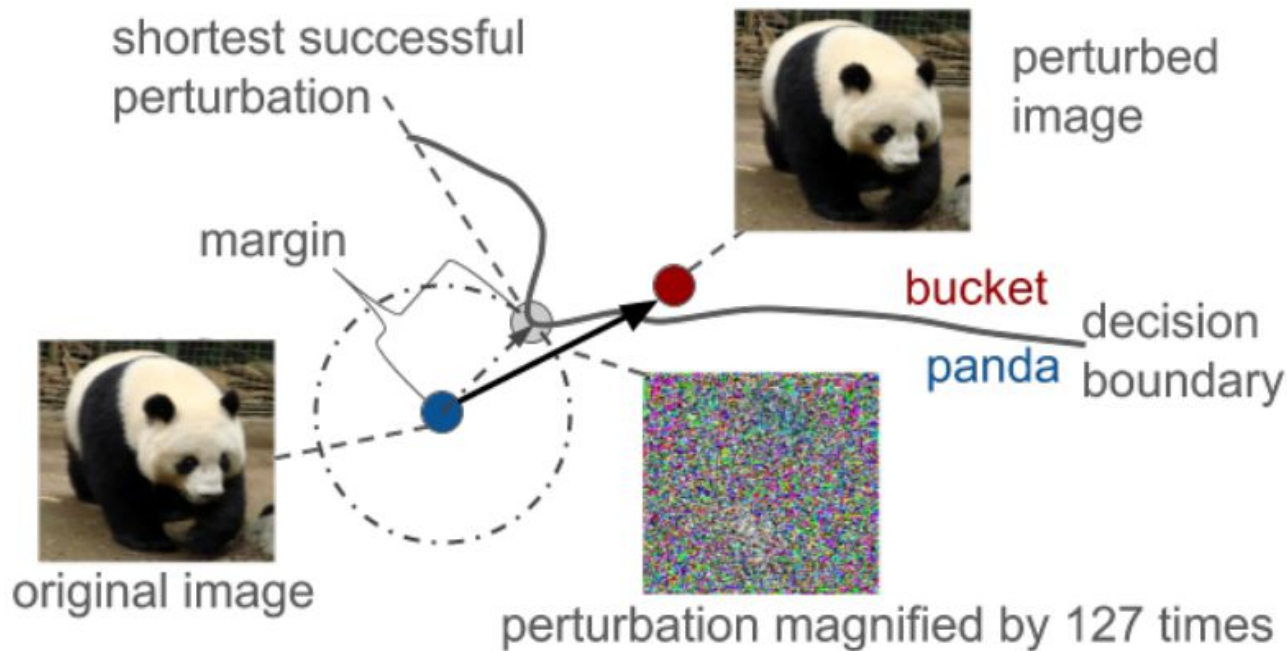 shortest successful
perturbation
perturbed
image
margin
bucket
panda
decision
boundary
original image
perturbation magnified by 127 times